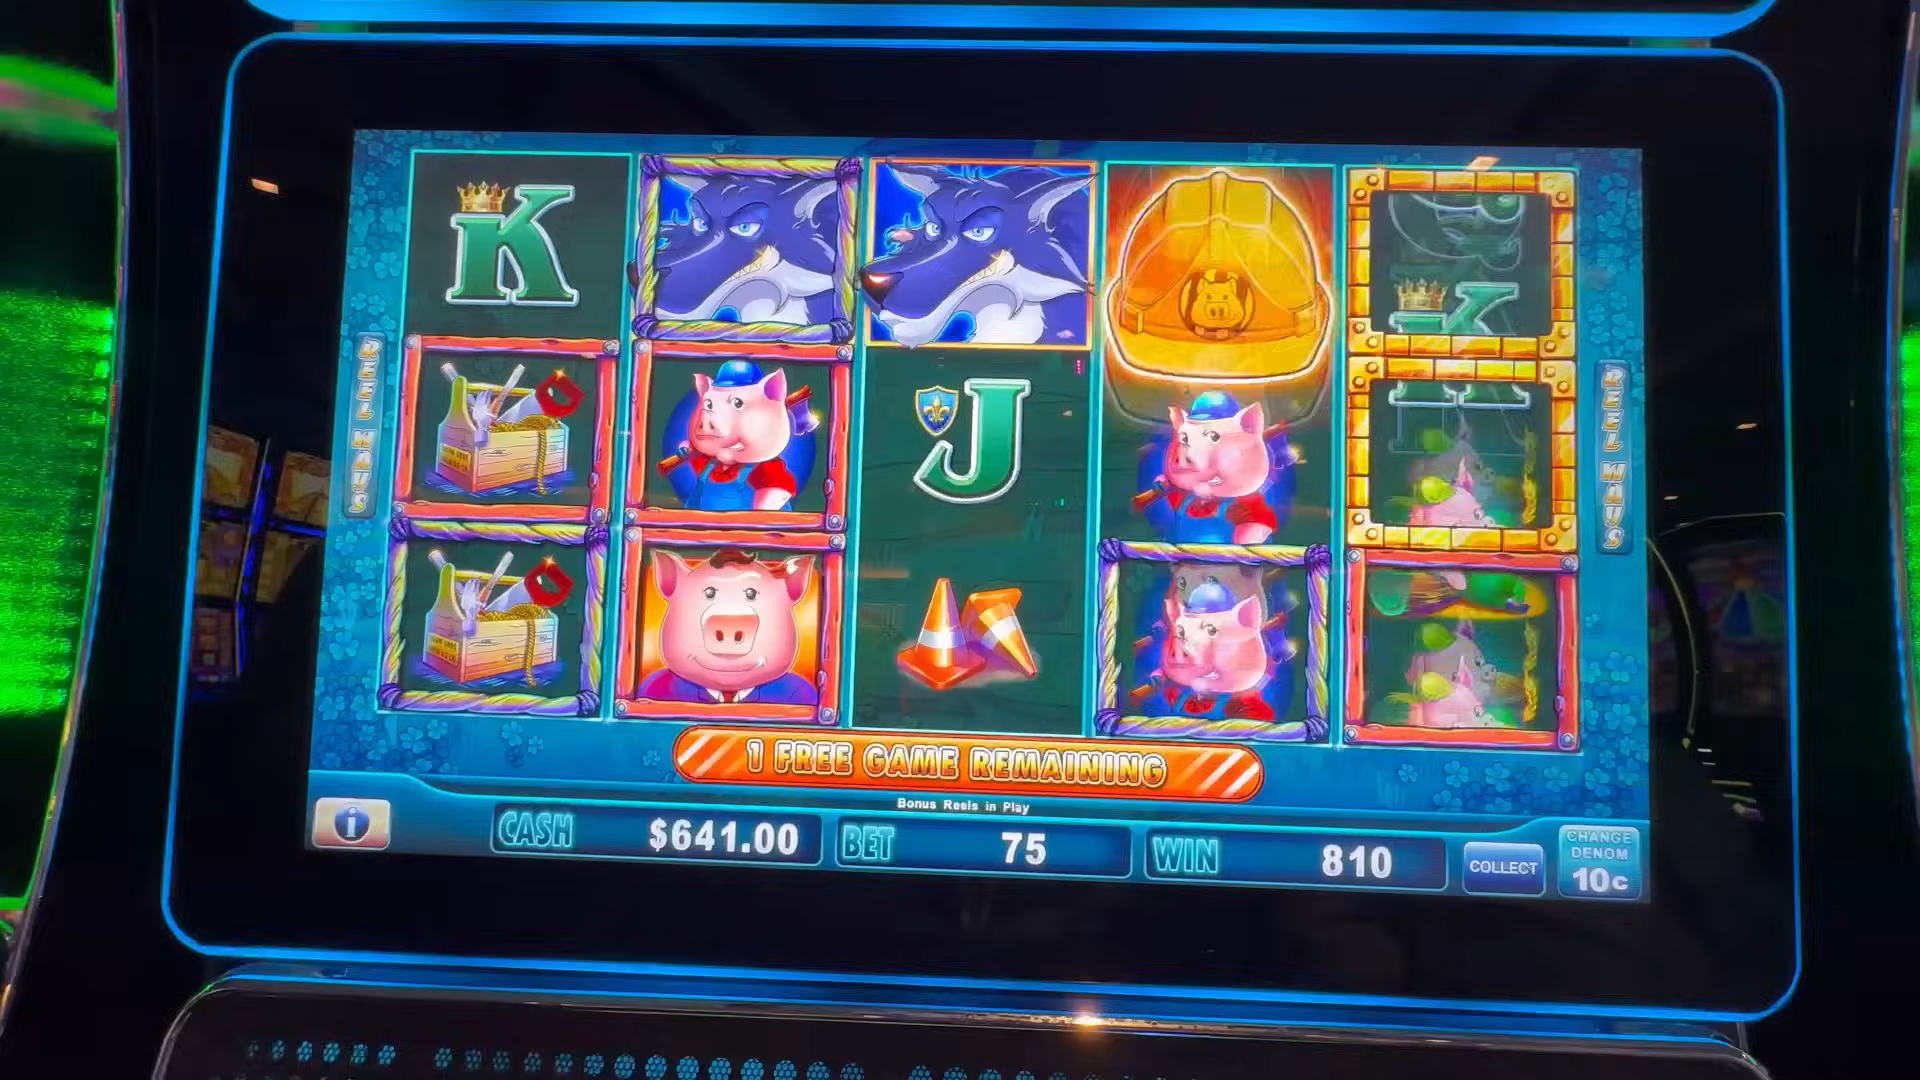 K
J
K
REEL WAYS
REEL WAYS
1 FREE GAME REMAINING
Bonus Reels in Play
i
CASH $641.00
BET 75
WIN 810
COLLECT
CHANGE
DENOM
10¢